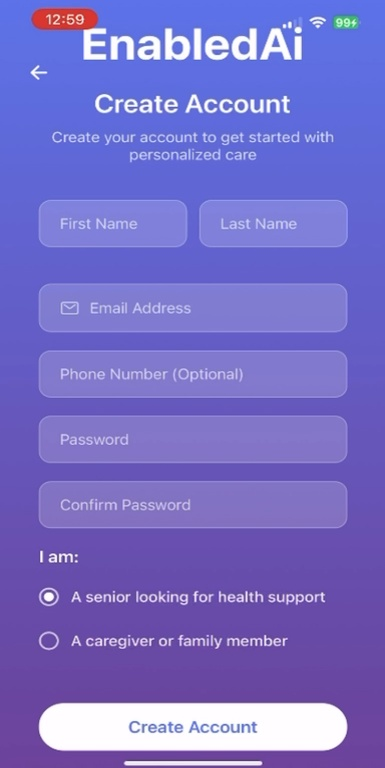 12:59
99
EnabledAi
Create Account
Create your account to get started with
personalized care
First Name
Last Name
Email Address
Phone Number (Optional)
Password
Confirm Password
I am:
A senior looking for health support
A caregiver or family member
Create Account